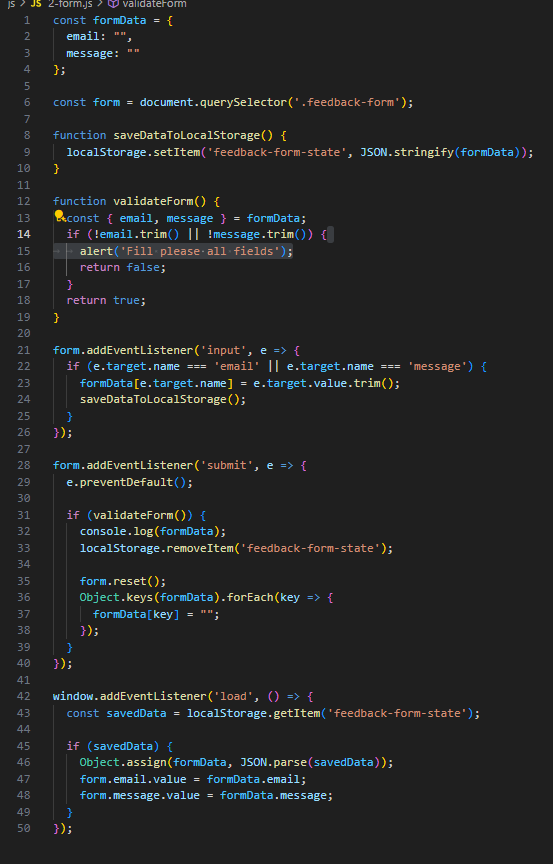 js > JS 2-form.js > validateForm
1 const formData = {
2   email: "",
3   message: ""
4 };
5
6 const form = document.querySelector('.feedback-form');
7
8 function saveDataToLocalStorage() {
9   localStorage.setItem('feedback-form-state', JSON.stringify(formData));
10 }
11
12 function validateForm() {
13   const { email, message } = formData;
14   if (!email.trim() || !message.trim()) {
15     alert('Fill please all fields');
16     return false;
17   }
18   return true;
19 }
20
21 form.addEventListener('input', e => {
22   if (e.target.name === 'email' || e.target.name === 'message') {
23     formData[e.target.name] = e.target.value.trim();
24     saveDataToLocalStorage();
25   }
26 });
27
28 form.addEventListener('submit', e => {
29   e.preventDefault();
30
31   if (validateForm()) {
32     console.log(formData);
33     localStorage.removeItem('feedback-form-state');
34
35     form.reset();
36     Object.keys(formData).forEach(key => {
37       formData[key] = "";
38     });
39   }
40 });
41
42 window.addEventListener('load', () => {
43   const savedData = localStorage.getItem('feedback-form-state');
44
45   if (savedData) {
46     Object.assign(formData, JSON.parse(savedData));
47     form.email.value = formData.email;
48     form.message.value = formData.message;
49   }
50 });